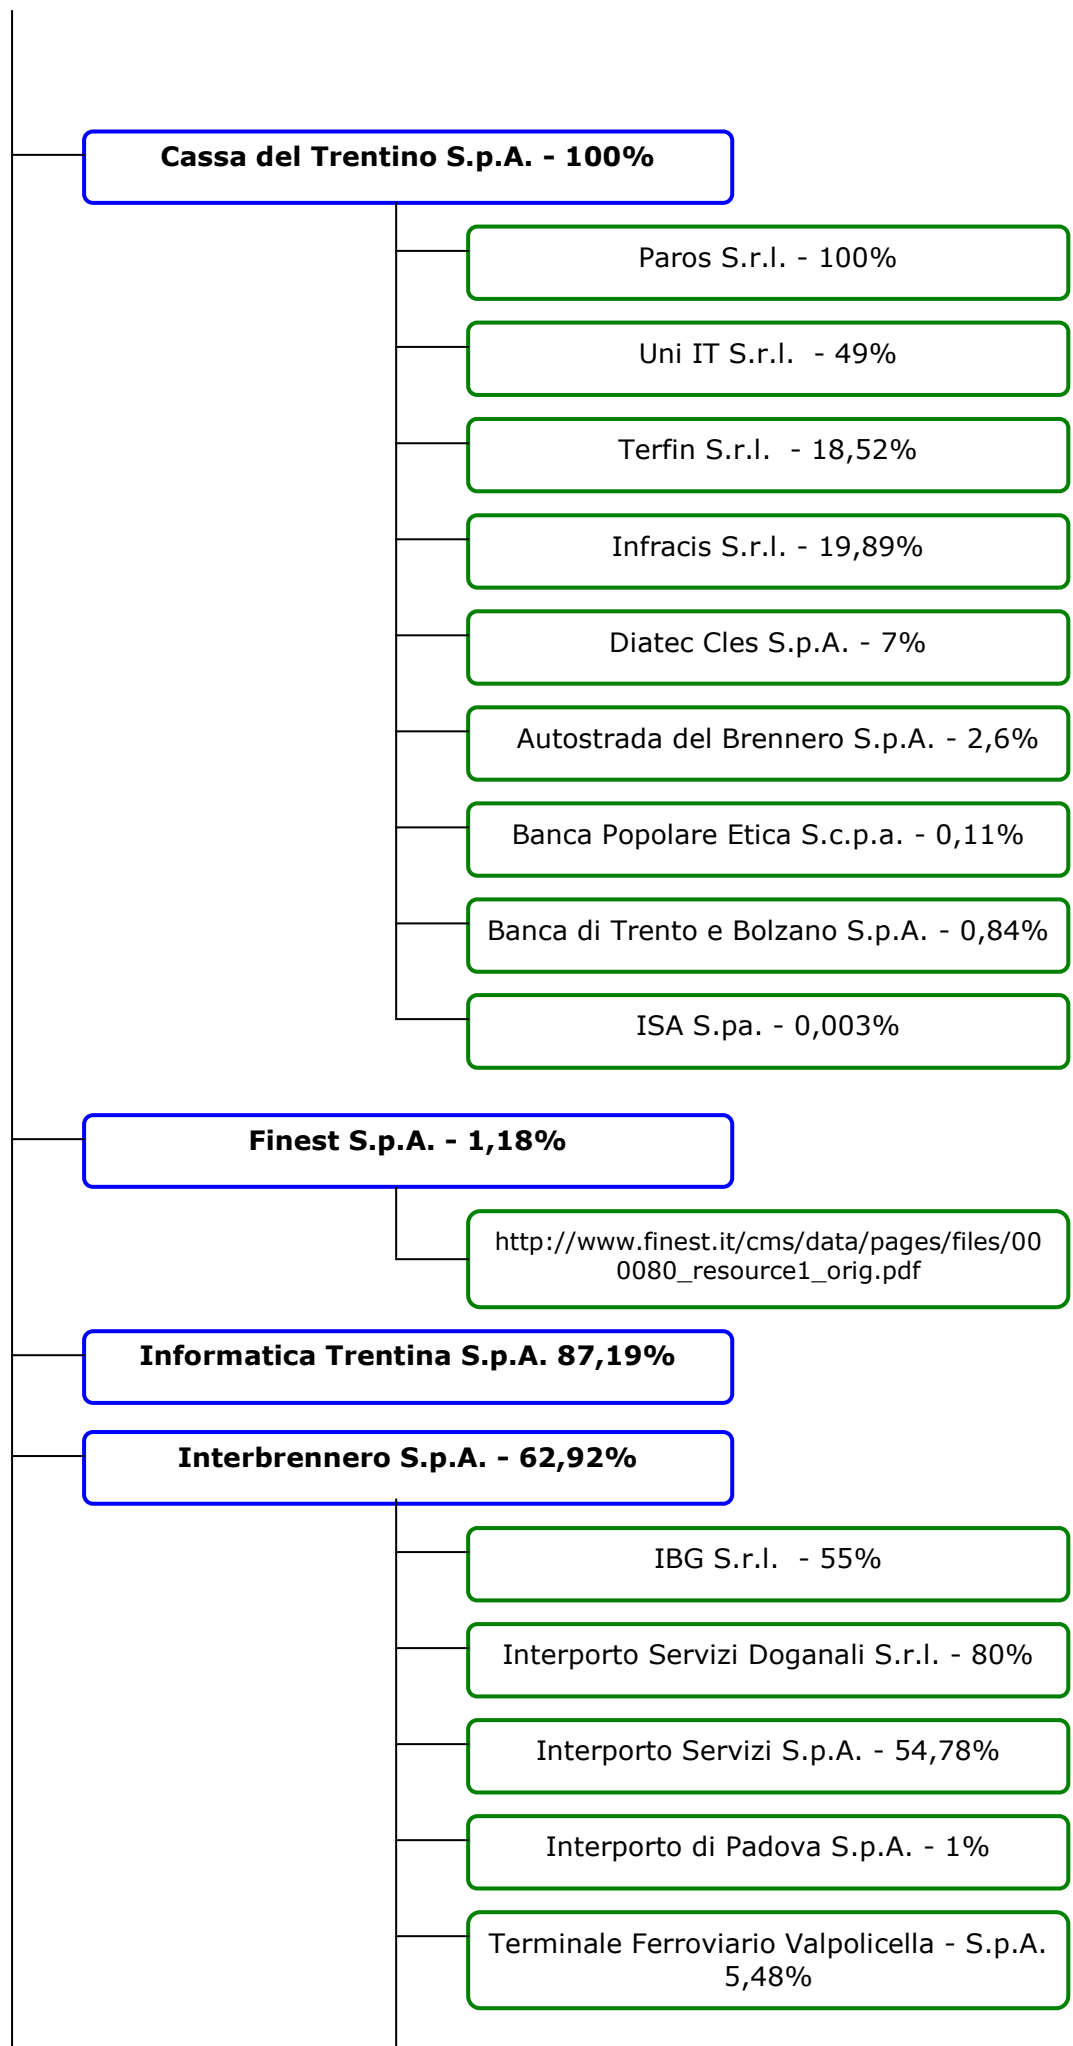 Cassa del Trentino S.p.A. - 100%
Paros S.r.l. - 100%
Uni IT S.r.l.  - 49%
Terfin S.r.l.  - 18,52%
Infracis S.r.l. - 19,89%
Diatec Cles S.p.A. - 7%
Autostrada del Brennero S.p.A. - 2,6%
Banca Popolare Etica S.c.p.a. - 0,11%
Banca di Trento e Bolzano S.p.A. - 0,84%
ISA S.pa. - 0,003%
Finest S.p.A. - 1,18%
http://www.finest.it/cms/data/pages/files/00
0080_resource1_orig.pdf
Informatica Trentina S.p.A. 87,19%
Interbrennero S.p.A. - 62,92%
IBG S.r.l.  - 55%
Interporto Servizi Doganali S.r.l. - 80%
Interporto Servizi S.p.A. - 54,78%
Interporto di Padova S.p.A. - 1%
Terminale Ferroviario Valpolicella - S.p.A.
5,48%